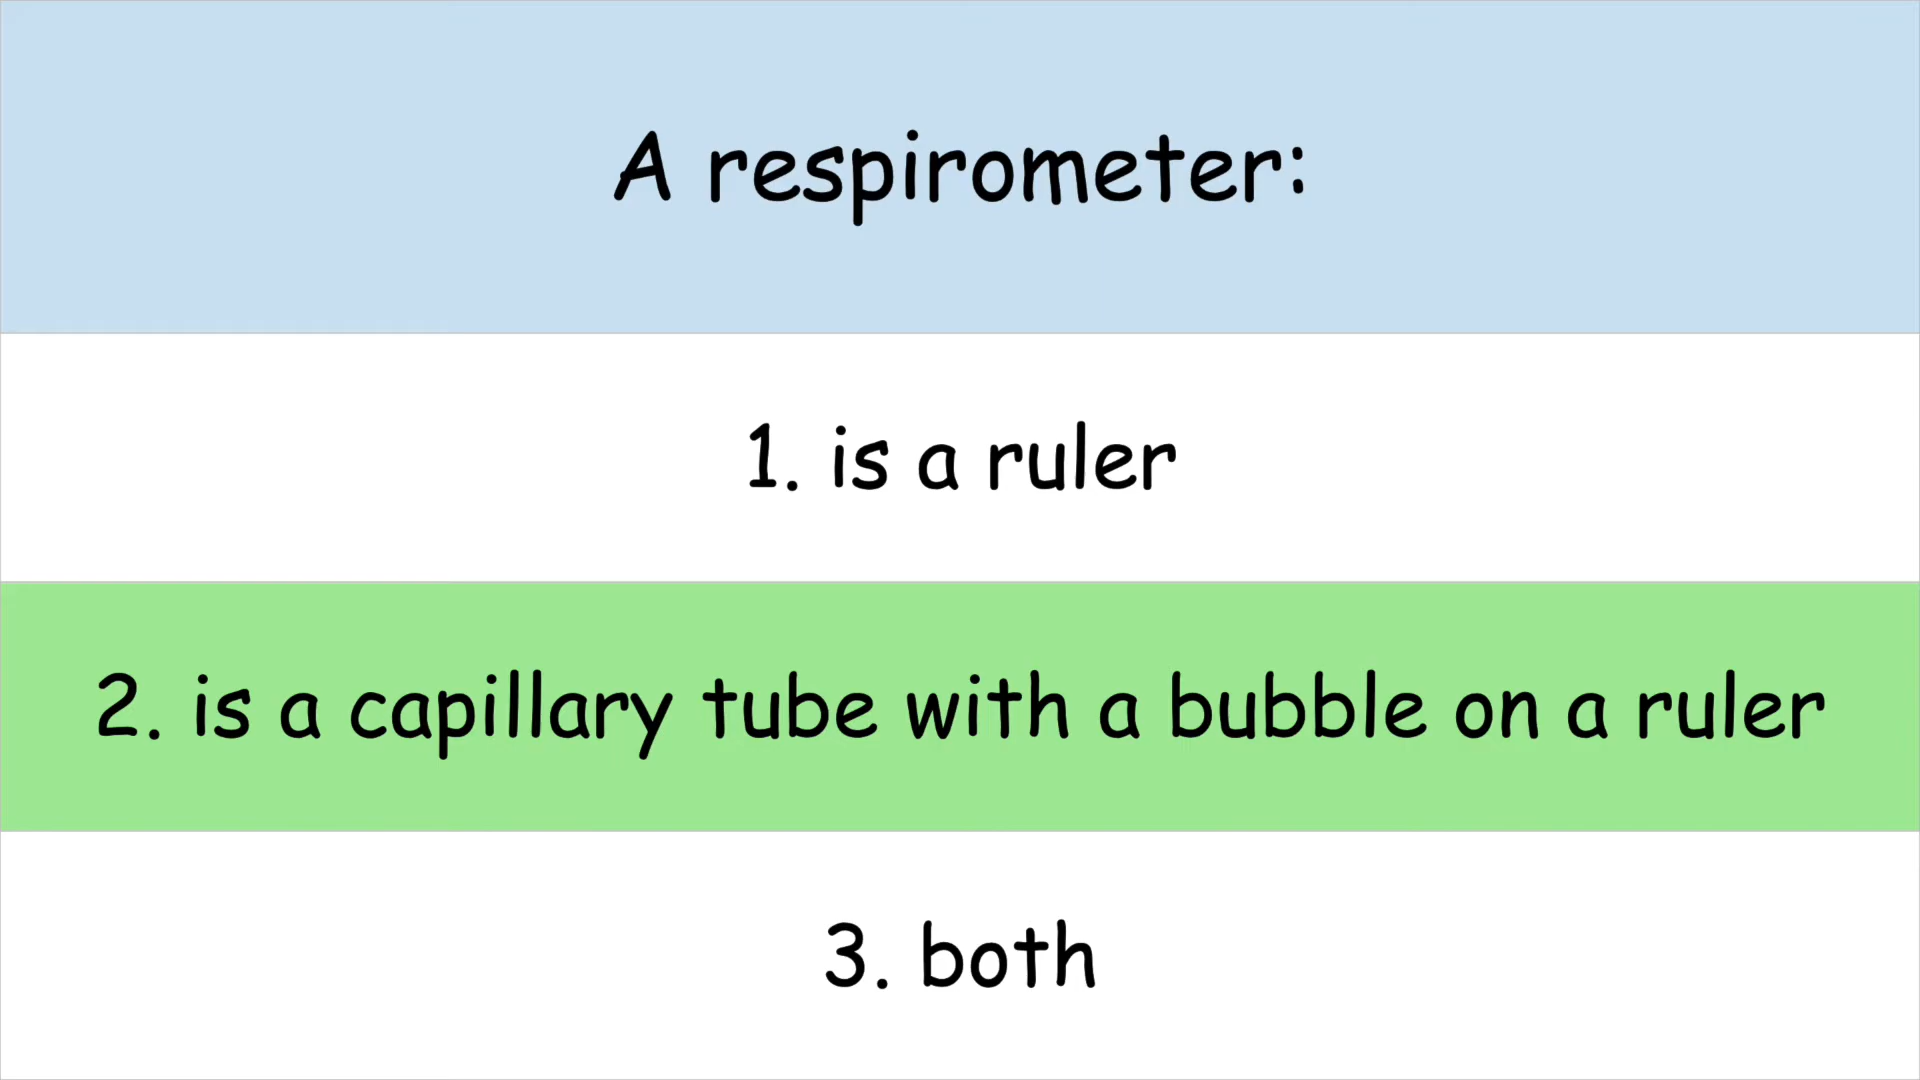 A respirometer:
1. is a ruler
2. is a capillary tube with a bubble on a ruler
3. both